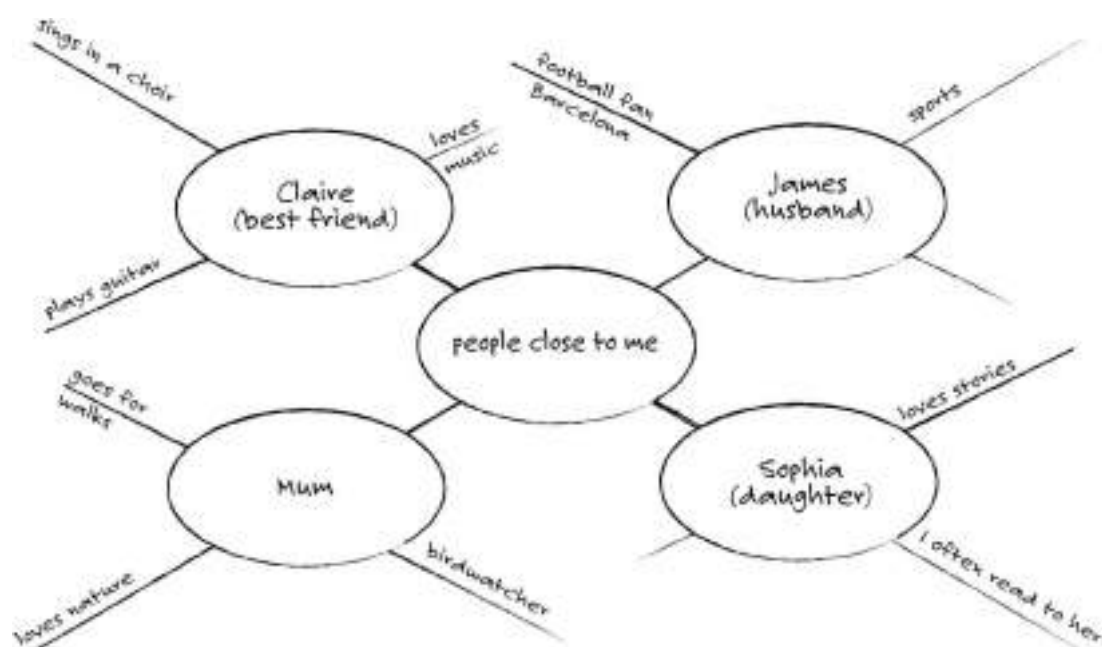 sings in a choir
loves
music
Claire
(best friend)
plays guitar
football fan
Barcelona
sports
James
(husband)
people close to me
goes for
walks
Mum
loves nature
birdwatcher
loves stories
Sophia
(daughter)
I often read to her